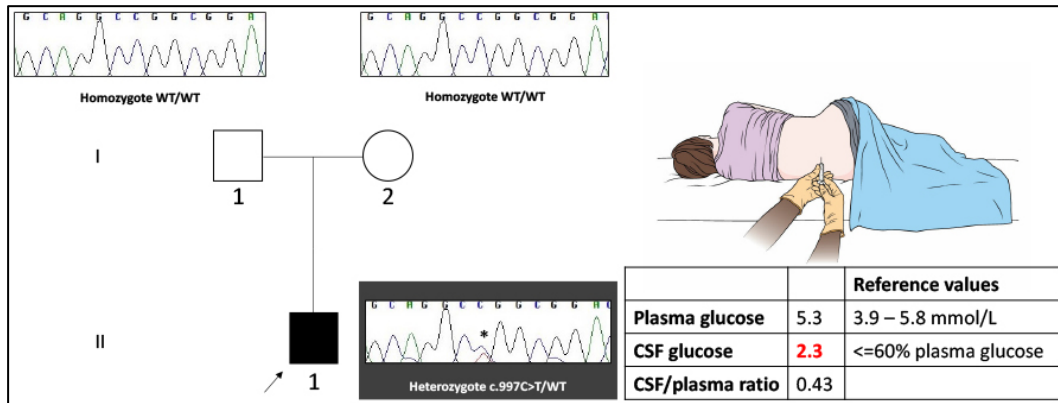 G C A G G C C G G C G G A
G C A G G C C G G C G G A
Homozygote WT/WT
Homozygote WT/WT
I
1
2
G C A G G C C G G C G G A C
*
II
1
Heterozygote c.997C>T/WT
Reference values
Plasma glucose 5.3 3.9 – 5.8 mmol/L
CSF glucose 2.3 <=60% plasma glucose
CSF/plasma ratio 0.43